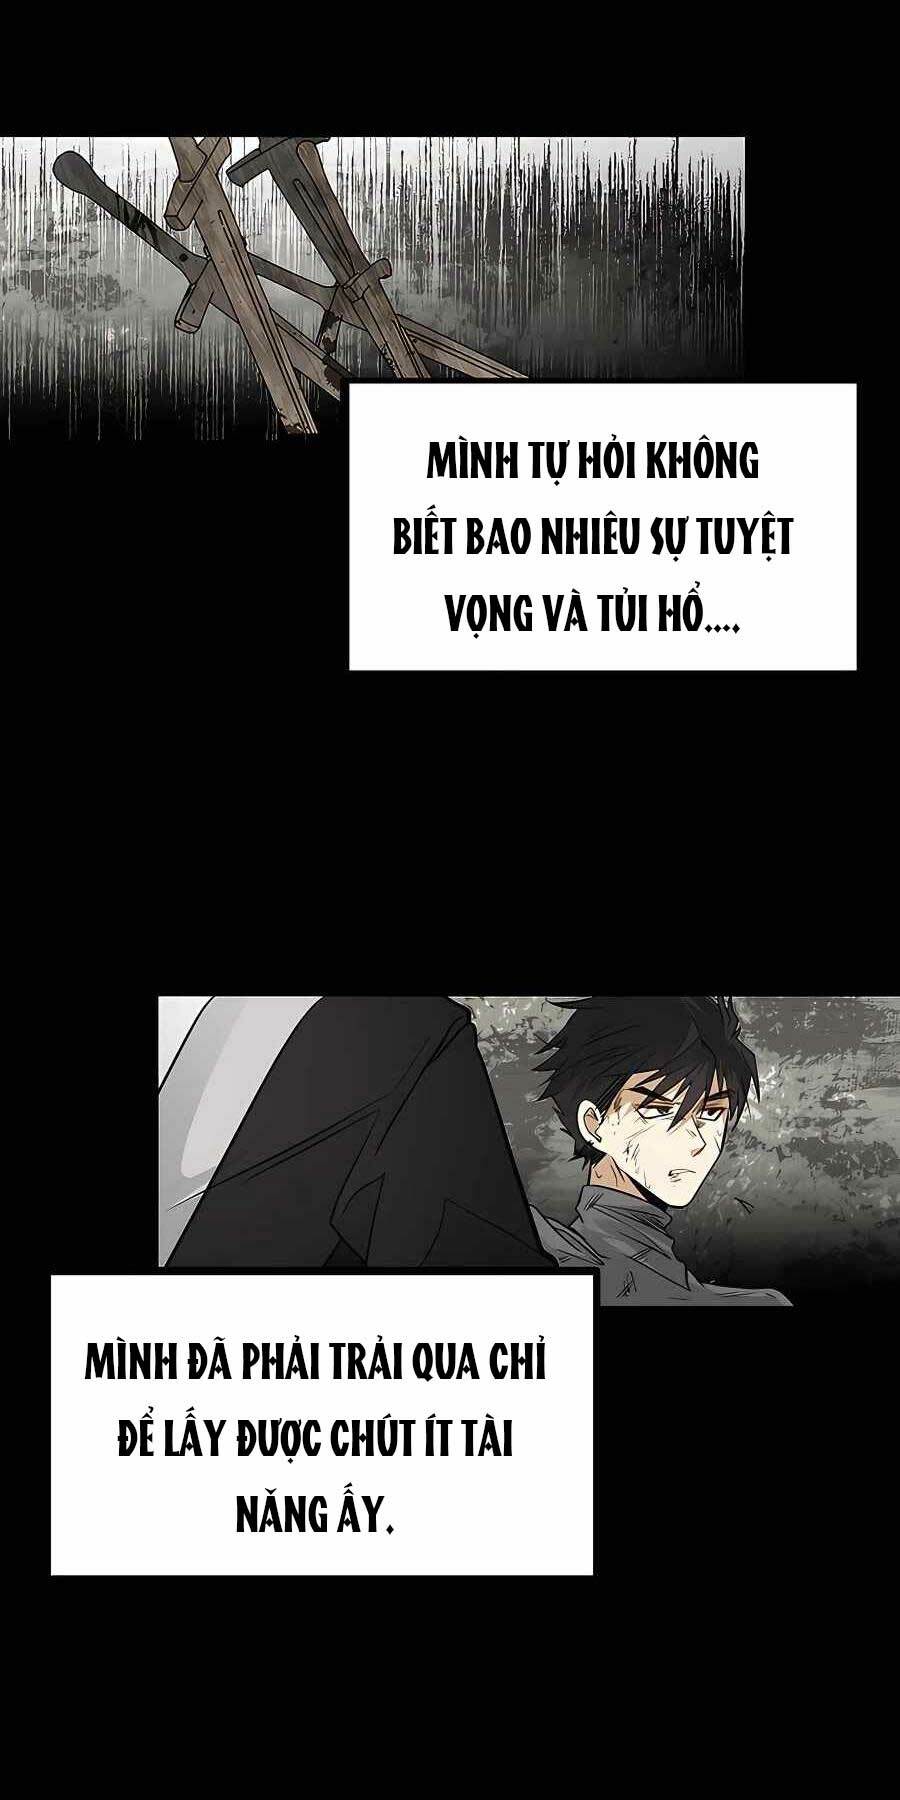 MÌNH TỰ HỎI KHÔNG
BIẾT BAO NHIÊU SỰ TUYỆT
VỌNG VÀ TỦI HỔ....
MÌNH ĐÃ PHẢI TRẢI QUA CHỈ
ĐỂ LẤY ĐƯỢC CHÚT ÍT TÀI
NĂNG ẤY.